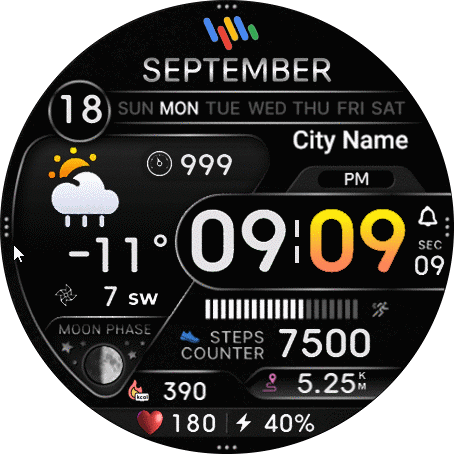 SEPTEMBER
18 SUN MON TUE WED THU FRI SAT
City Name
999
PM
-11°
09:09
SEC
09
7 SW
MOON PHASE
STEPS
COUNTER 7500
kcal 390
5.25 KM
180 40%